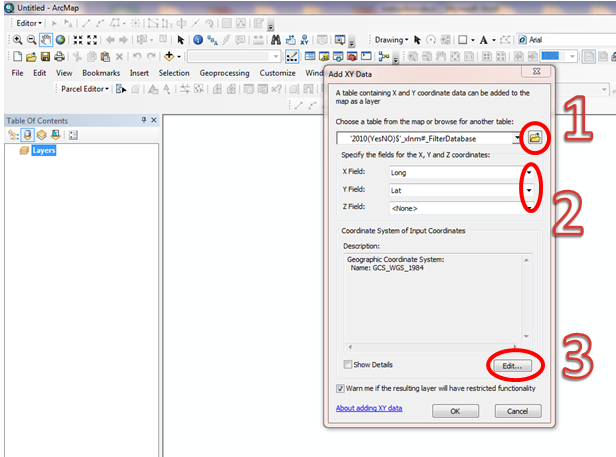 Untitled - ArcMap
Editor
Drawing
A
Arial
File Edit View Bookmarks Insert Selection Geoprocessing Customize
Parcel Editor
Table Of Contents
Layers
Add XY Data
A table containing X and Y coordinate data can be added to the
map as a layer
Choose a table from the map or browse for another table:
'2010(YesNO)$'_xlnm#_FilterDatabase
1
Specify the fields for the X, Y and Z coordinates:
X Field: Long
Y Field: Lat
Z Field: <None>
2
Coordinate System of Input Coordinates
Description:
Geographic Coordinate System:
Name: GCS_WGS_1984
Show Details
Edit...
3
Warn me if the resulting layer will have restricted functionality
About adding XY data
OK
Cancel